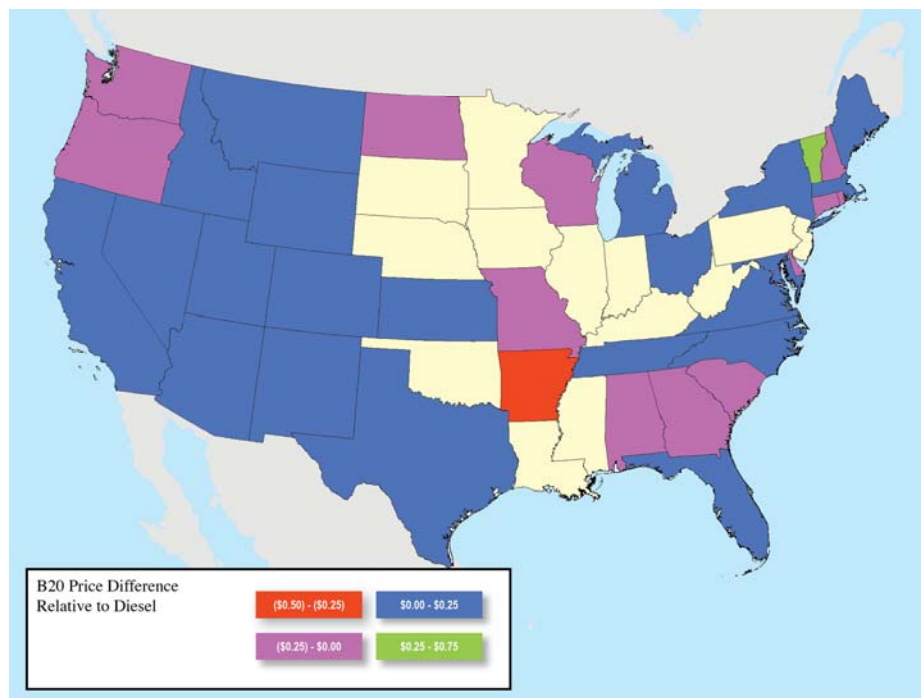 B20 Price Difference
Relative to Diesel
($0.50) - ($0.25)
$0.00 - $0.25
($0.25) - $0.00
$0.25 - $0.75